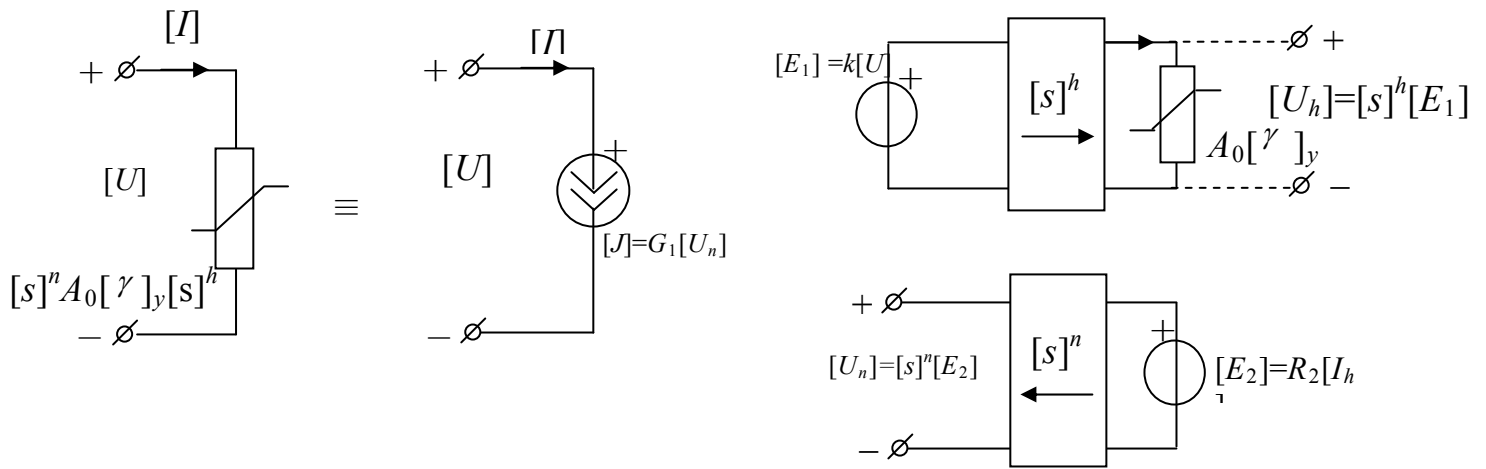 [I]
+
[U]
[s]ⁿA₀[γ]ᵧ[s]ʰ
−
≡
[I]
+
[U]
+
[J]=G₁[Uₙ]
−
[E₁] =k[U]
+
[s]ʰ
+
[Uₕ]=[s]ʰ[E₁]
A₀[γ]ᵧ
−
+
[Uₙ]=[s]ⁿ[E₂]
[s]ⁿ
+
[E₂]=R₂[Iₕ
]
−